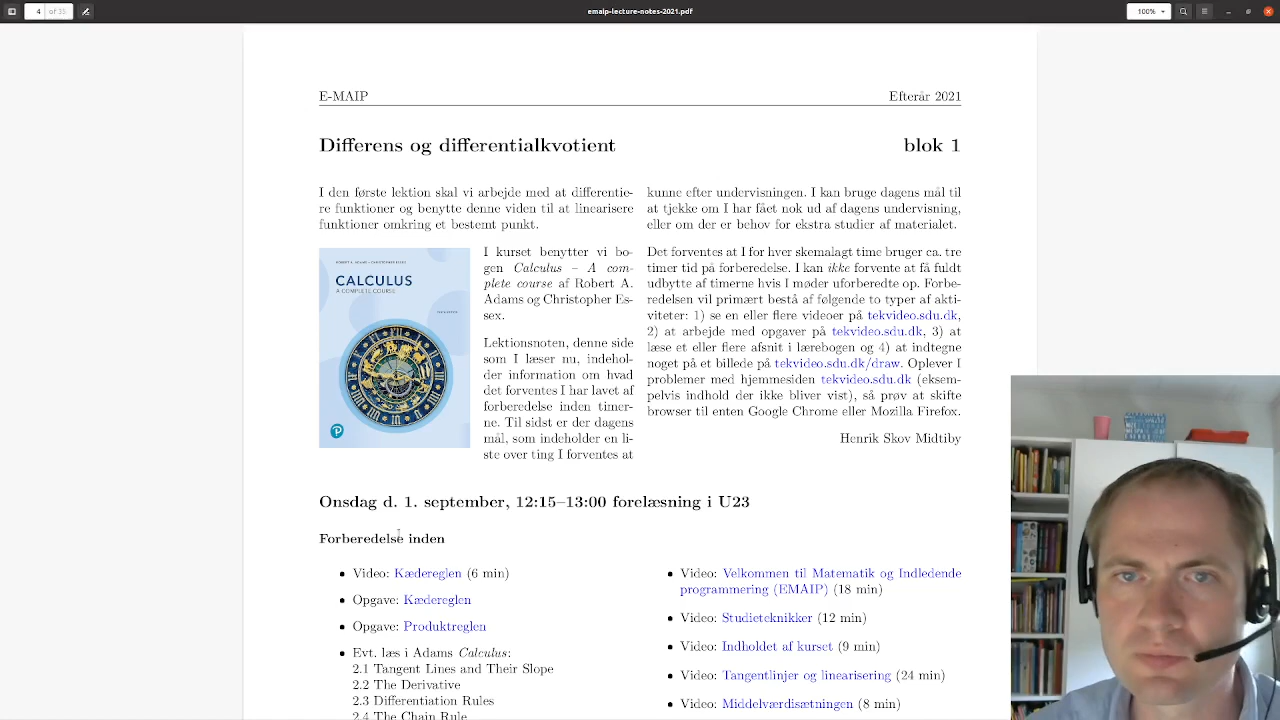 4 of 35
emaip-lecture-notes-2021.pdf
100%
E-MAIP Efterår 2021
Differens og differentialkvotient blok 1
I den første lektion skal vi arbejde med at differentie-
re funktioner og benytte denne viden til at linearisere
funktioner omkring et bestemt punkt.
CALCULUS
A COMPLETE COURSE
I kurset benytter vi bo-
gen Calculus – A com-
plete course af Robert A.
Adams og Christopher Es-
sex.
Lektionsnoten, denne side
som I læser nu, indehol-
der information om hvad
det forventes I har lavet af
forberedelse inden timer-
ne. Til sidst er der dagens
mål, som indeholder en li-
ste over ting I forventes at
kunne efter undervisningen. I kan bruge dagens mål til
at tjekke om I har fået nok ud af dagens undervisning,
eller om der er behov for ekstra studier af materialet.
Det forventes at I for hver skemalagt time bruger ca. tre
timer tid på forberedelse. I kan ikke forvente at få fuldt
udbytte af timerne hvis I møder uforberedte op. Forbe-
redelsen vil primært bestå af følgende to typer af akti-
viteter: 1) se en eller flere videoer på tekvideo.sdu.dk,
2) at arbejde med opgaver på tekvideo.sdu.dk, 3) at
læse et eller flere afsnit i lærebogen og 4) at indtegne
noget på et billede på tekvideo.sdu.dk/draw. Oplever I
problemer med hjemmesiden tekvideo.sdu.dk (eksem-
pelvis indhold der ikke bliver vist), så prøv at skifte
browser til enten Google Chrome eller Mozilla Firefox.
Henrik Skov Midtiby
Onsdag d. 1. september, 12:15–13:00 forelæsning i U23
Forberedelse inden
• Video: Kædereglen (6 min)
• Opgave: Kædereglen
• Opgave: Produktreglen
• Evt. læs i Adams Calculus:
2.1 Tangent Lines and Their Slope
2.2 The Derivative
2.3 Differentiation Rules
2.4 The Chain Rule
• Video: Velkommen til Matematik og Indledende
programmering (EMAIP) (18 min)
• Video: Studieteknikker (12 min)
• Video: Indholdet af kurset (9 min)
• Video: Tangentlinjer og linearisering (24 min)
• Video: Middelværdisætningen (8 min)